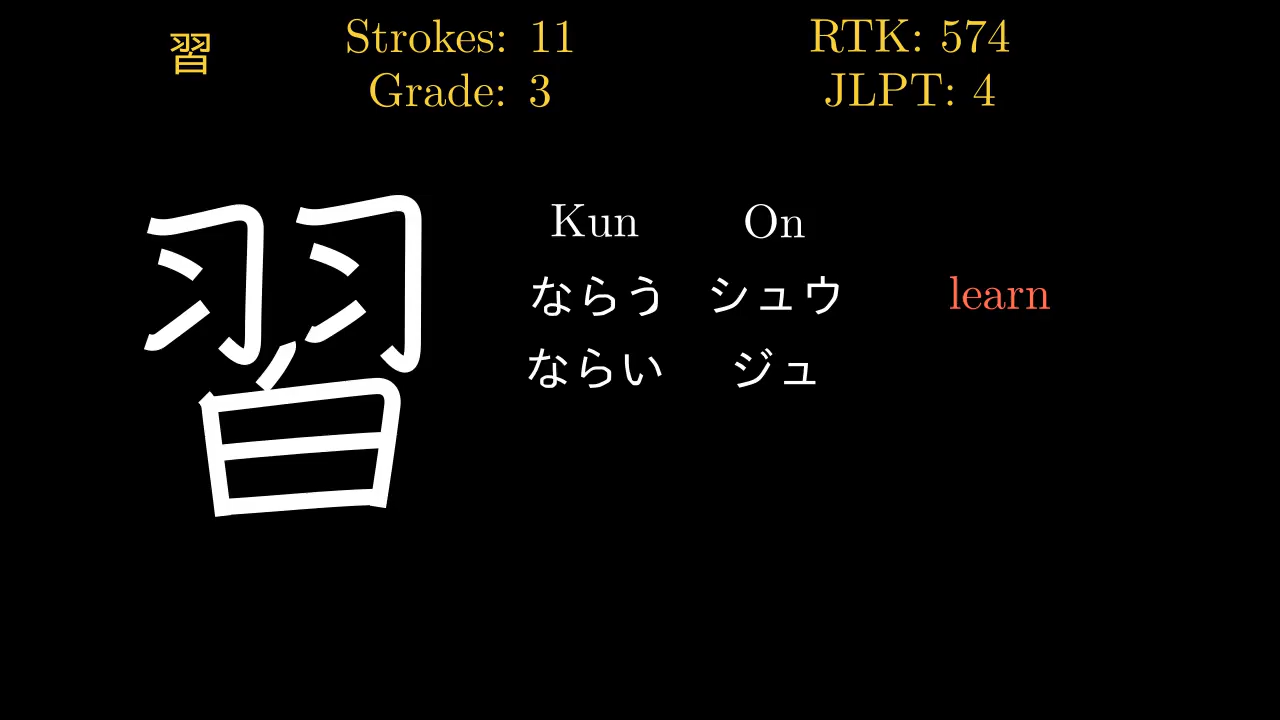 習
Strokes: 11
Grade: 3
RTK: 574
JLPT: 4
習
Kun On
ならう シュウ learn
ならい ジュ